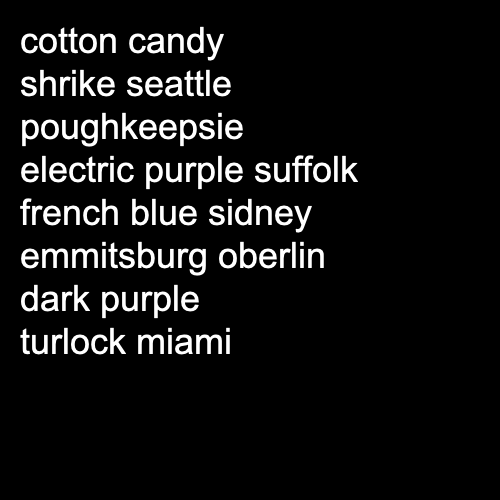 cotton candy
shrike seattle
poughkeepsie
electric purple suffolk
french blue sidney
emmitsburg oberlin
dark purple
turlock miami